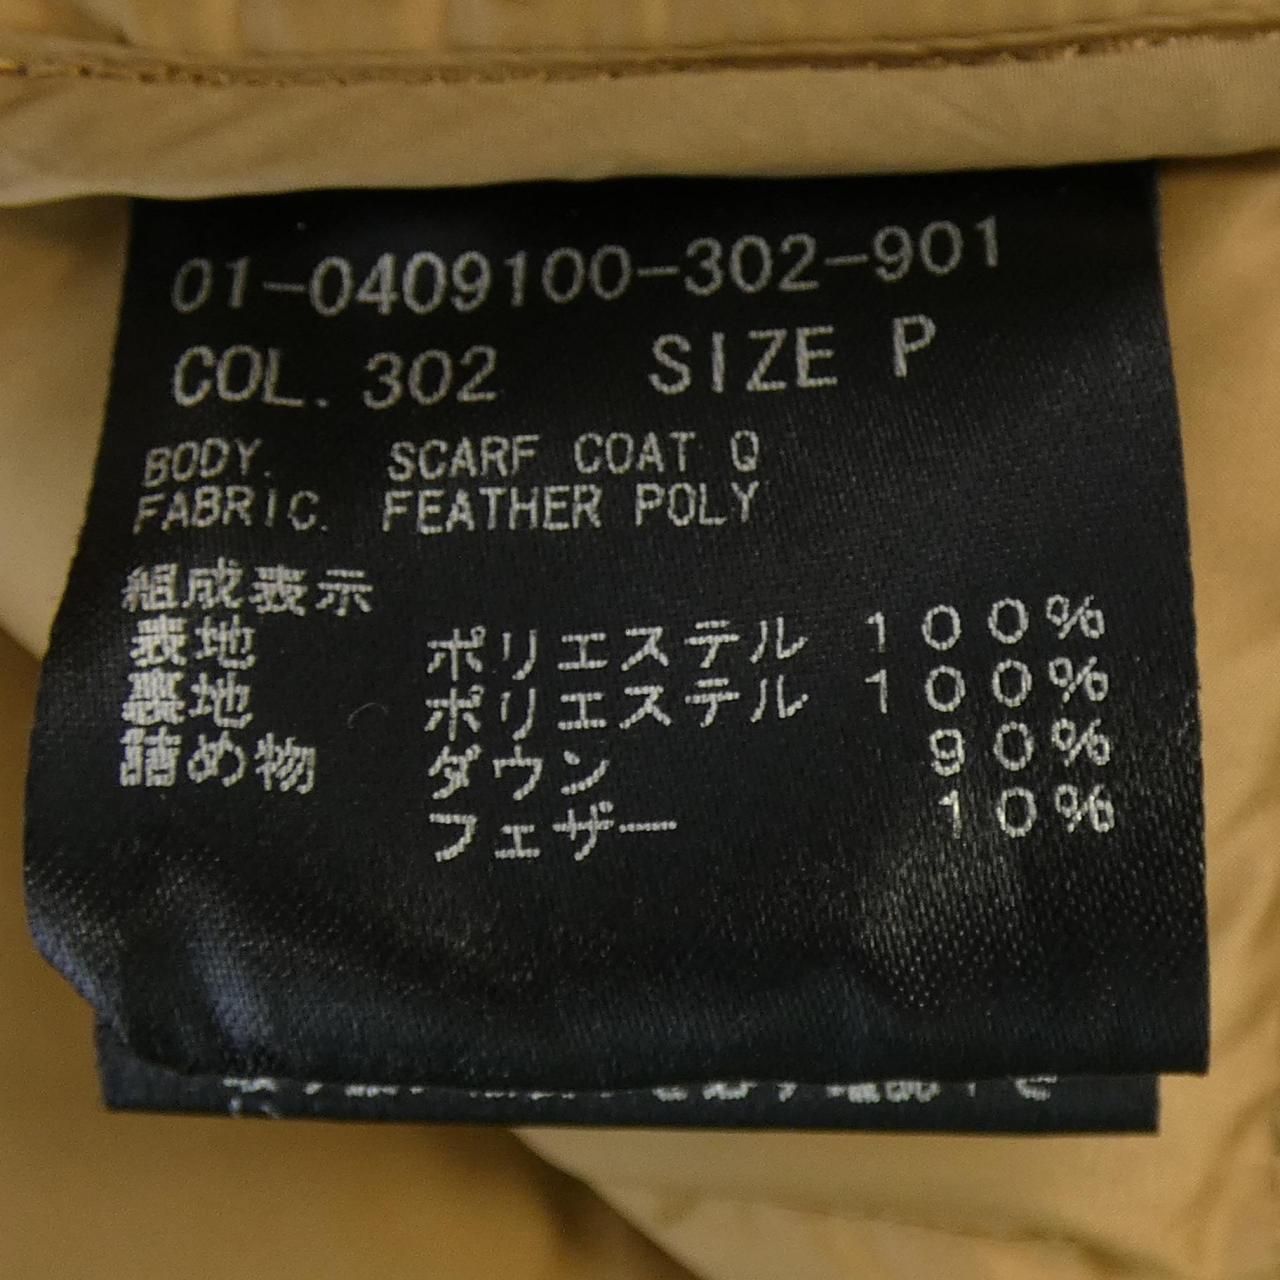 01-0409100-302-901
COL. 302 SIZE P
BODY. SCARF COAT Q
FABRIC. FEATHER POLY
組成表示
表地 ポリエステル 100%
裏地 ポリエステル 100%
詰め物 ダウン 90%
フェザー 10%